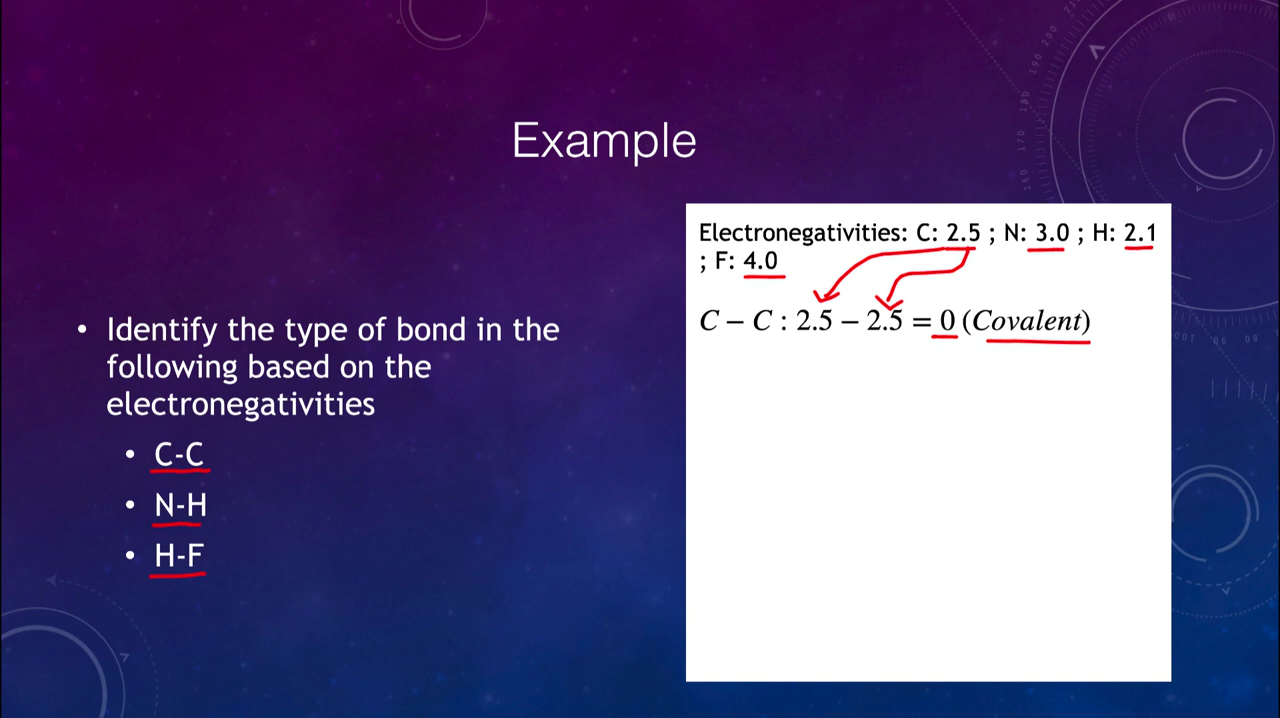 Example
Electronegativities: C: 2.5 ; N: 3.0 ; H: 2.1
; F: 4.0
C – C : 2.5 – 2.5 = 0 (Covalent)
• Identify the type of bond in the
following based on the
electronegativities
• C-C
• N-H
• H-F